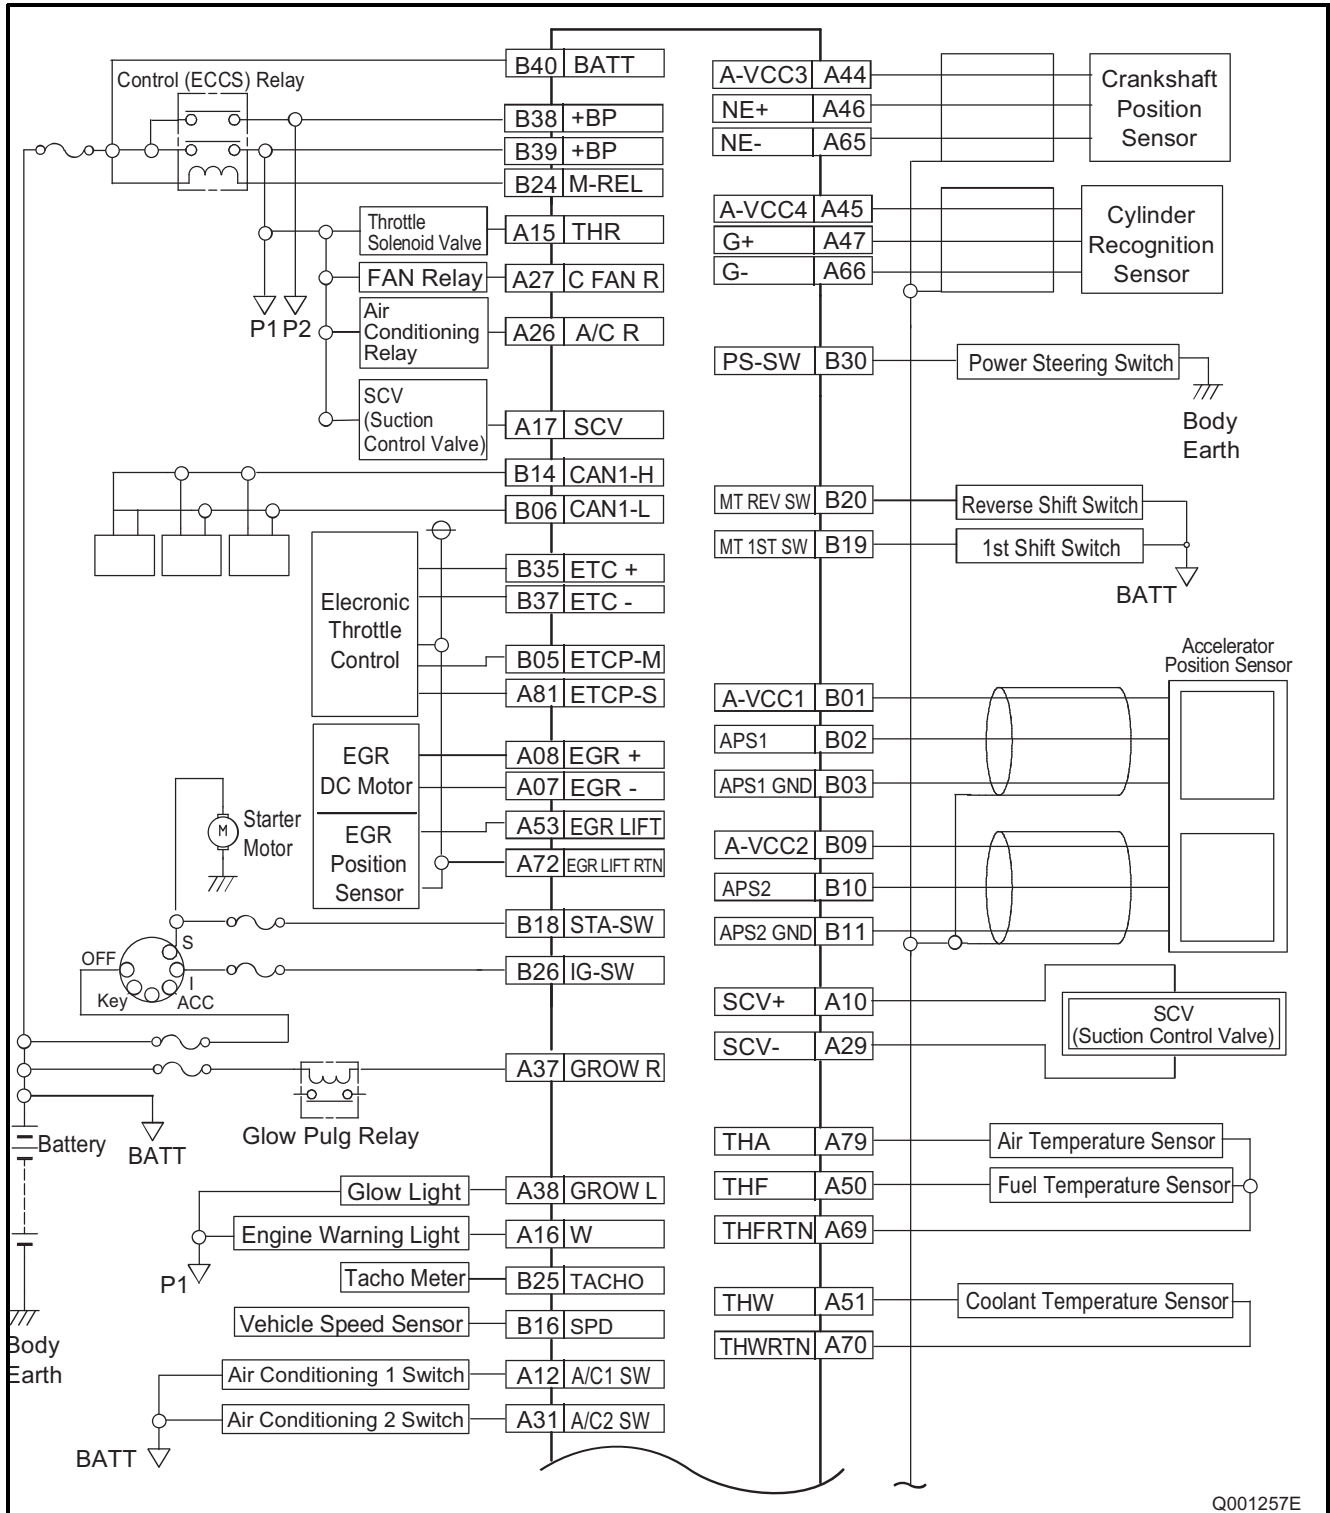 B40 BATT
Control (ECCS) Relay
B38 +BP
B39 +BP
B24 M-REL
Throttle
Solenoid Valve
A15 THR
FAN Relay
A27 C FAN R
P1 P2
Air
Conditioning
Relay
A26 A/C R
SCV
(Suction
Control Valve)
A17 SCV
B14 CAN1-H
B06 CAN1-L
Elecronic
Throttle
Control
B35 ETC +
B37 ETC -
B05 ETCP-M
A81 ETCP-S
EGR
DC Motor
A08 EGR +
A07 EGR -
Starter
Motor
M
EGR
Position
Sensor
A53 EGR LIFT
A72 EGR LIFT RTN
B18 STA-SW
OFF
S
I
Key
ACC
B26 IG-SW
A37 GROW R
Glow Pulg Relay
Battery
BATT
Glow Light
A38 GROW L
Engine Warning Light
A16 W
P1
Tacho Meter
B25 TACHO
Vehicle Speed Sensor
B16 SPD
Body
Earth
Air Conditioning 1 Switch
A12 A/C1 SW
Air Conditioning 2 Switch
A31 A/C2 SW
BATT
A-VCC3 A44
NE+ A46
NE- A65
Crankshaft
Position
Sensor
A-VCC4 A45
G+ A47
G- A66
Cylinder
Recognition
Sensor
PS-SW B30
Power Steering Switch
Body
Earth
MT REV SW B20
Reverse Shift Switch
MT 1ST SW B19
1st Shift Switch
BATT
Accelerator
Position Sensor
A-VCC1 B01
APS1 B02
APS1 GND B03
A-VCC2 B09
APS2 B10
APS2 GND B11
SCV+ A10
SCV- A29
SCV
(Suction Control Valve)
THA A79
Air Temperature Sensor
THF A50
Fuel Temperature Sensor
THFRTN A69
THW A51
Coolant Temperature Sensor
THWRTN A70
Q001257E